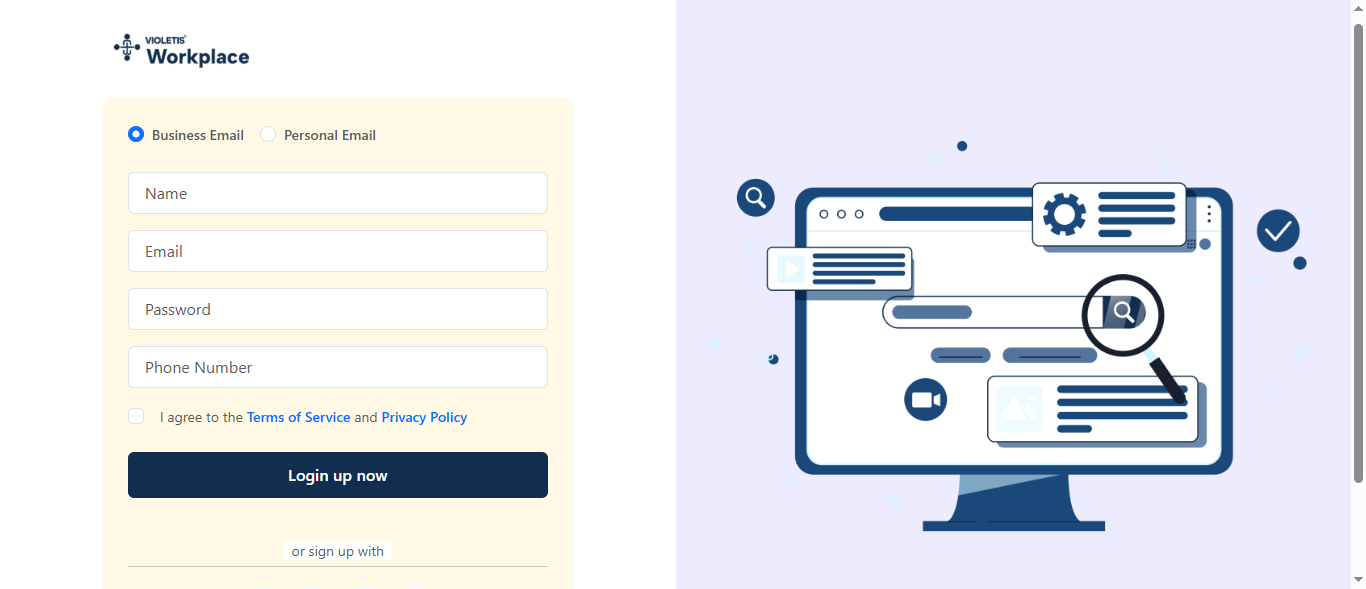 VIOLETIS
Workplace
Business Email Personal Email
Name
Email
Password
Phone Number
I agree to the Terms of Service and Privacy Policy
Login up now
or sign up with